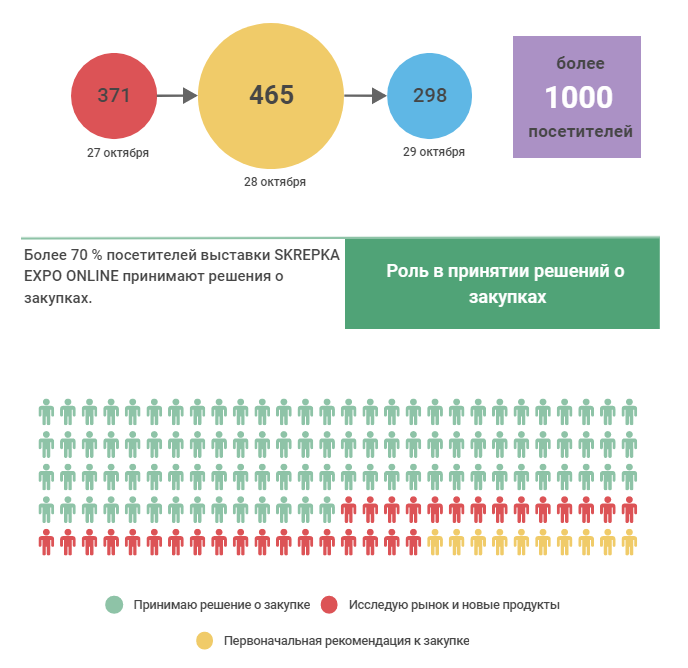 371
465
298
27 октября
28 октября
29 октября
более
1000
посетителей
Более 70 % посетителей выставки SKREPKA
EXPO ONLINE принимают решения о
закупках.
Роль в принятии решений о
закупках
Принимаю решение о закупке
Исследую рынок и новые продукты
Первоначальная рекомендация к закупке